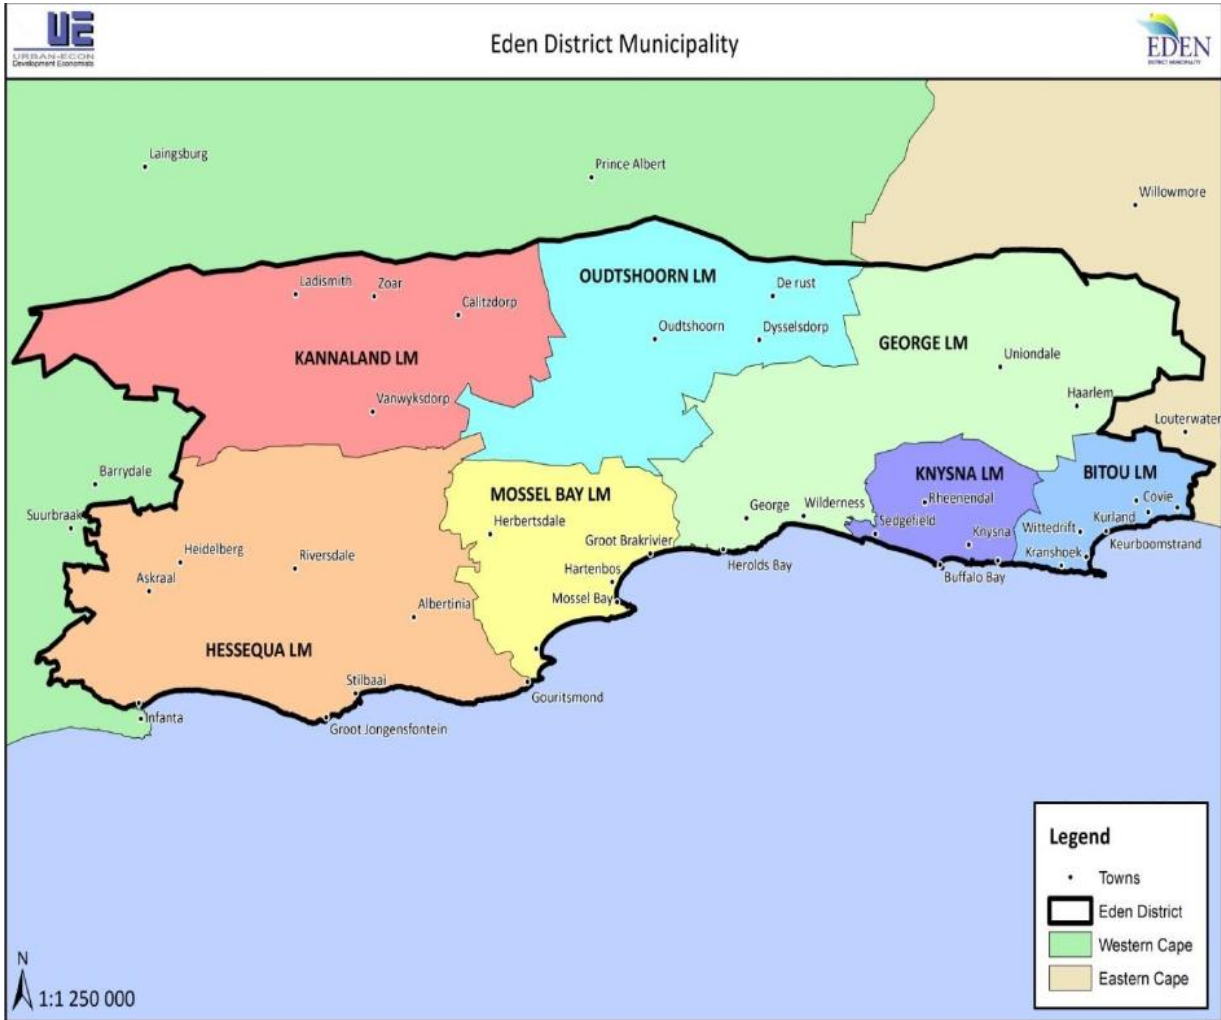 UE
URBAN-ECON
Development Economists
Eden District Municipality
EDEN
DISTRICT MUNICIPALITY
Laingsburg
Prince Albert
Willowmore
OUDTSHOORN LM
Ladismith
Zoar
De rust
Calitzdorp
Oudtshoorn
Dysselsdorp
GEORGE LM
KANNALAND LM
Uniondale
Vanwyksdorp
Haarlem
Louterwater
Barrydale
KNYSNA LM
BITOU LM
MOSSEL BAY LM
Rheenendal
Covie
George
Wilderness
Suurbraak
Herbertsdale
Sedgefield
Kurland
Knysna
Wittedrift
Groot Brakrivier
Keurboomstrand
Heidelberg
Riversdale
Kranshoek
Herolds Bay
Askraal
Hartenbos
Buffalo Bay
Mossel Bay
Albertinia
HESSEQUA LM
Stilbaai
Gouritsmond
Infanta
Groot Jongensfontein
Legend
Towns
Eden District
Western Cape
Eastern Cape
N
1:1 250 000